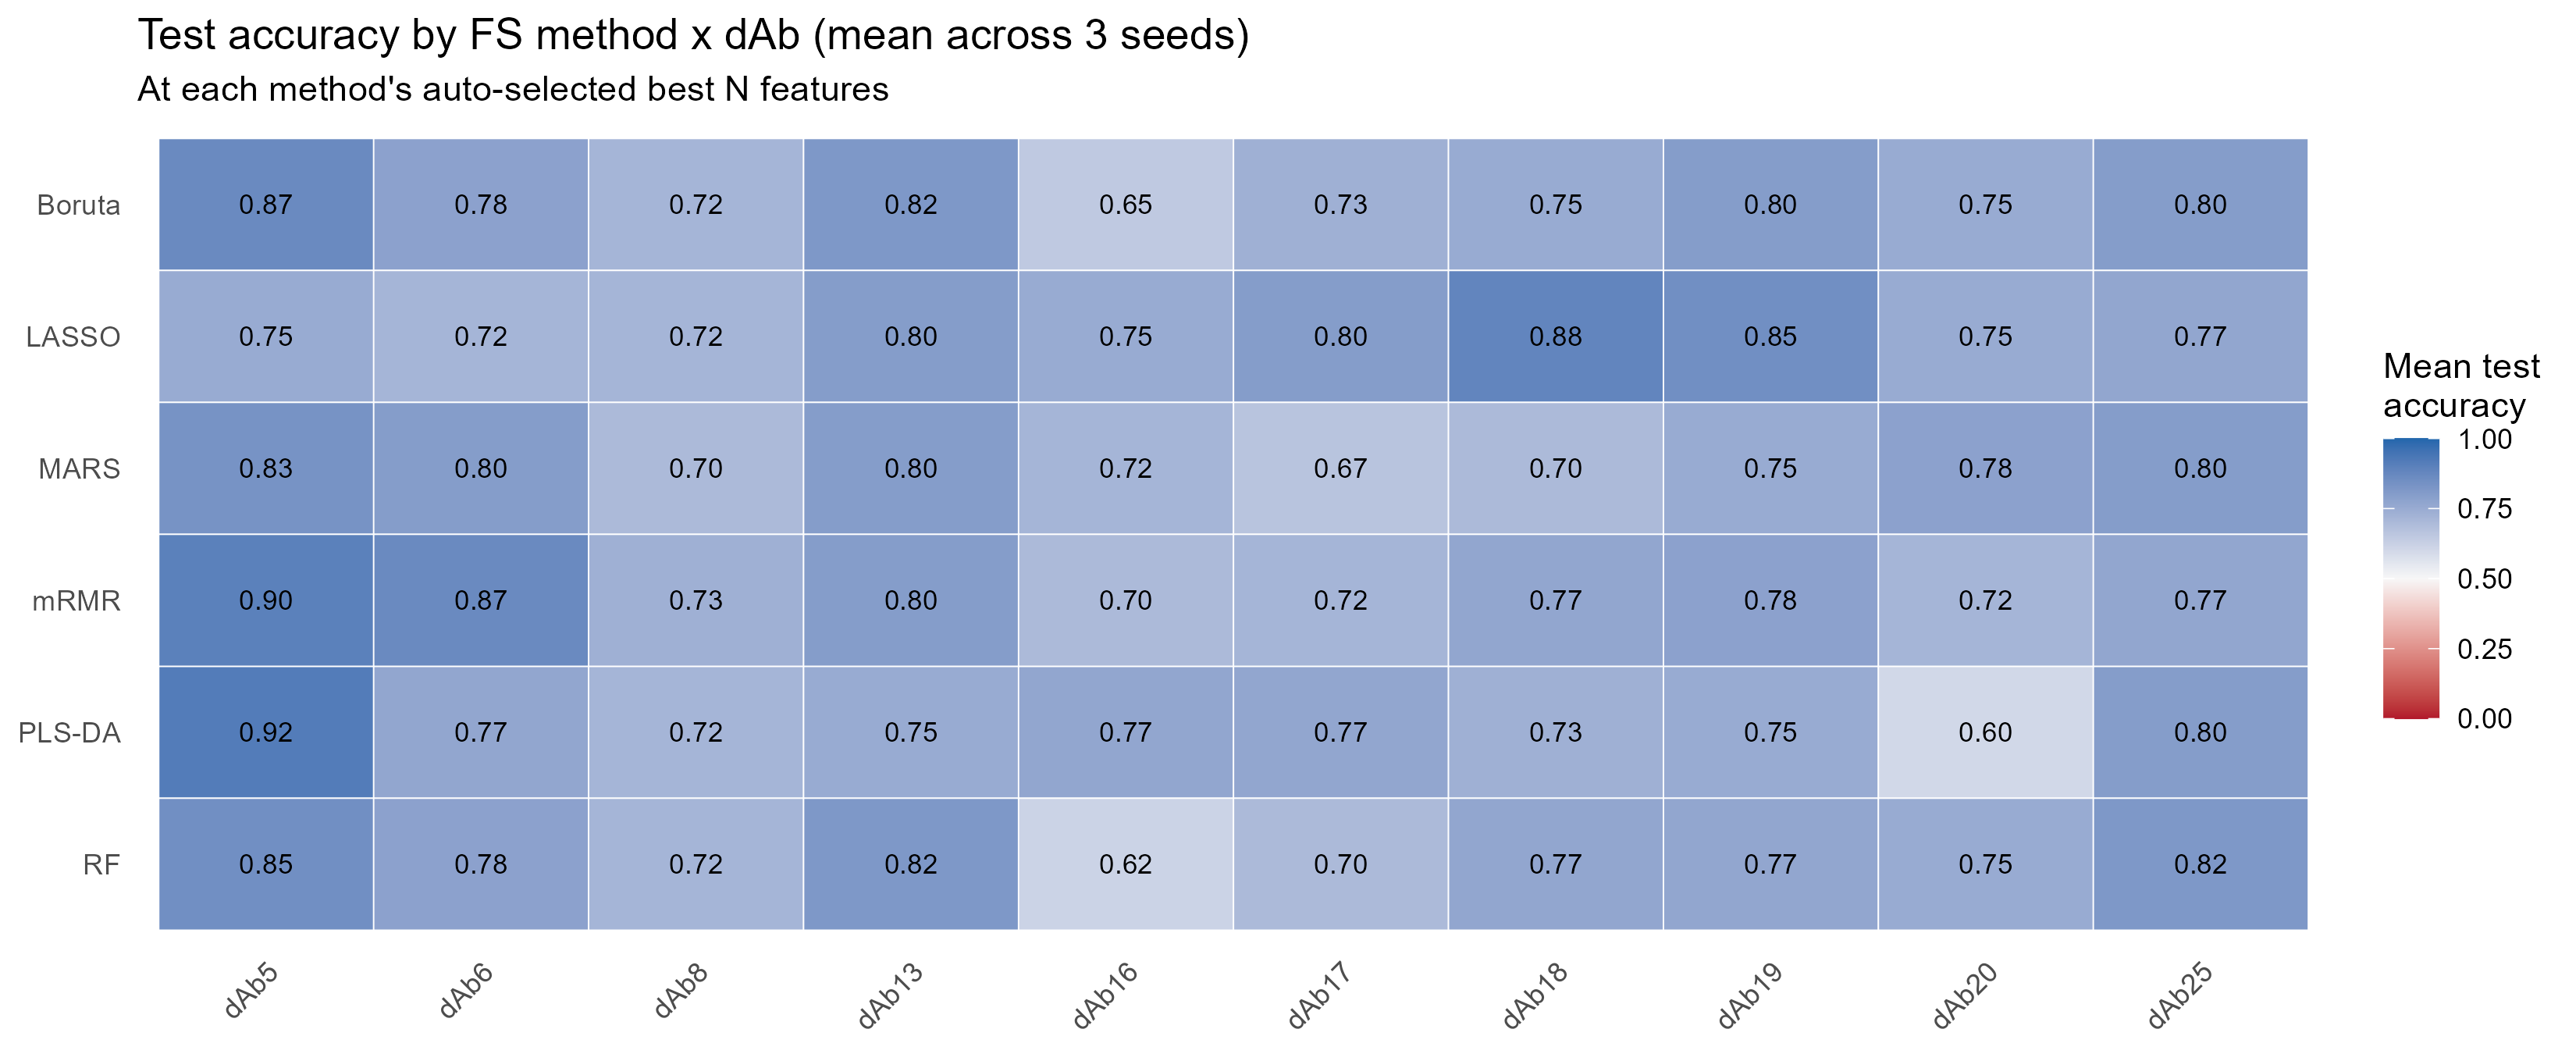 Test accuracy by FS method x dAb (mean across 3 seeds)
At each method's auto-selected best N features
Boruta 0.87 0.78 0.72 0.82 0.65 0.73 0.75 0.80 0.75 0.80
LASSO 0.75 0.72 0.72 0.80 0.75 0.80 0.88 0.85 0.75 0.77
MARS 0.83 0.80 0.70 0.80 0.72 0.67 0.70 0.75 0.78 0.80
mRMR 0.90 0.87 0.73 0.80 0.70 0.72 0.77 0.78 0.72 0.77
PLS-DA 0.92 0.77 0.72 0.75 0.77 0.77 0.73 0.75 0.60 0.80
RF 0.85 0.78 0.72 0.82 0.62 0.70 0.77 0.77 0.75 0.82
dAb5 dAb6 dAb8 dAb13 dAb16 dAb17 dAb18 dAb19 dAb20 dAb25
Mean test
accuracy
1.00
0.75
0.50
0.25
0.00